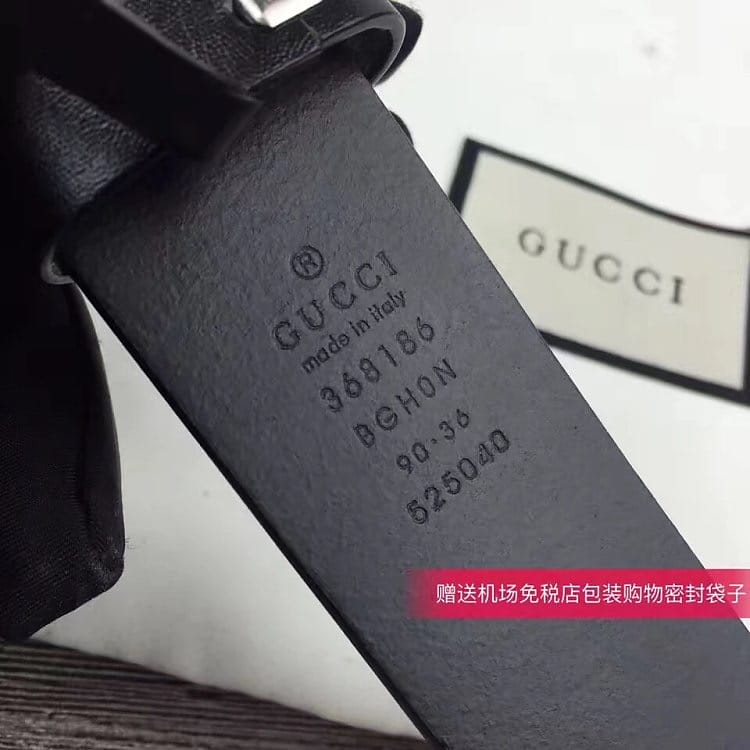 ®
GUCCI
made in italy
368186
BGH0N
90·36
525040
GUCCI
赠送机场免税店包装购物密封袋子